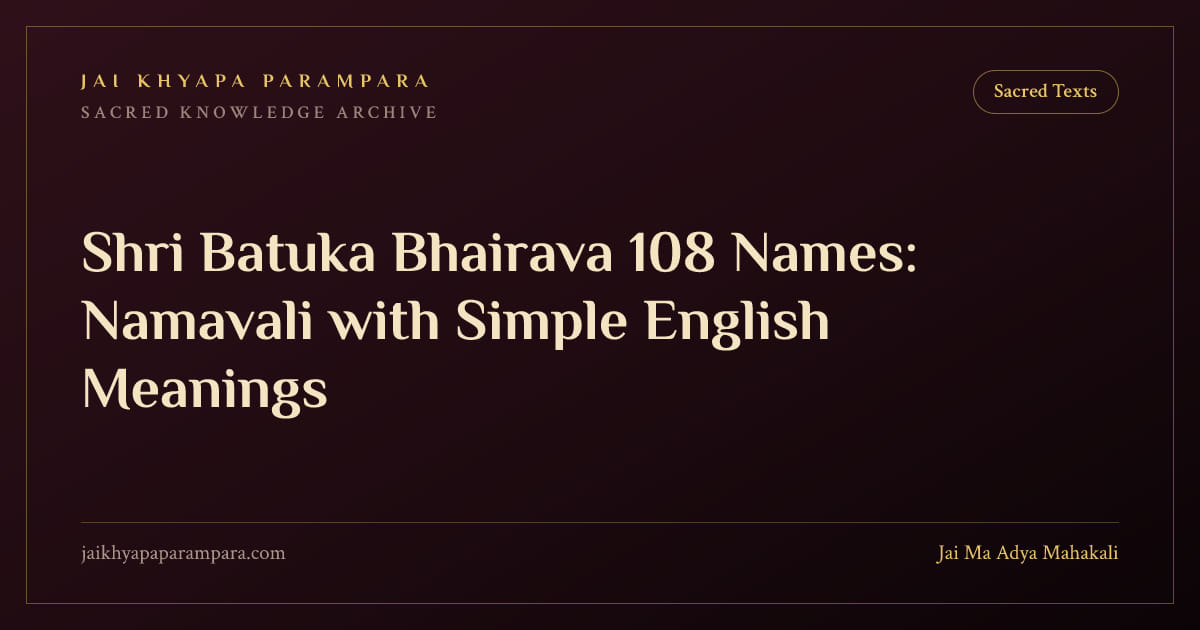 JAI KHYAPA PARAMPARA
SACRED KNOWLEDGE ARCHIVE
Sacred Texts
Shri Batuka Bhairava 108 Names:
Namavali with Simple English
Meanings
jaikhyapaparampara.com
Jai Ma Adya Mahakali